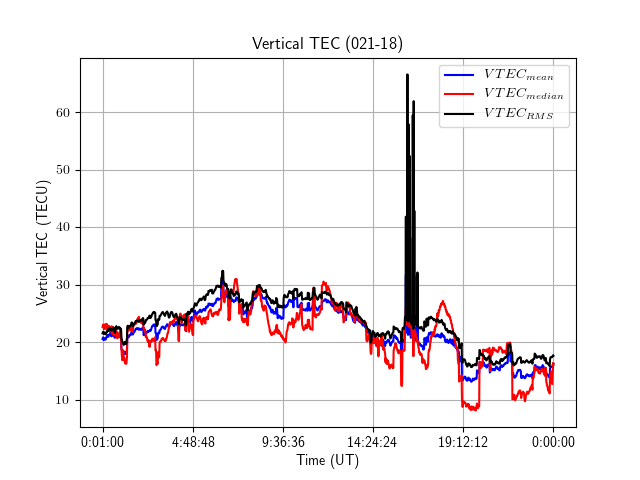 Vertical TEC (021-18)
VTEC_mean
VTEC_median
VTEC_RMS
Vertical TEC (TECU)
60
50
40
30
20
10
0:01:00 4:48:48 9:36:36 14:24:24 19:12:12 0:00:00
Time (UT)